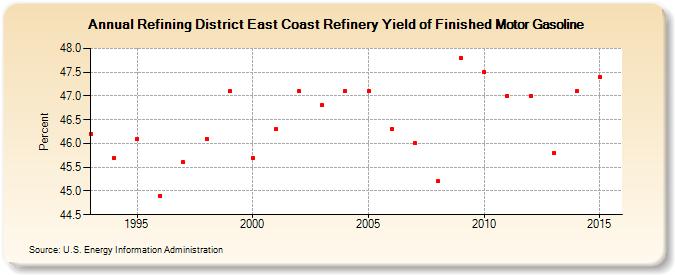 Annual Refining District East Coast Refinery Yield of Finished Motor Gasoline
48.0
47.5
47.0
46.5
46.0
45.5
45.0
44.5
Percent
1995 2000 2005 2010 2015
Source: U.S. Energy Information Administration